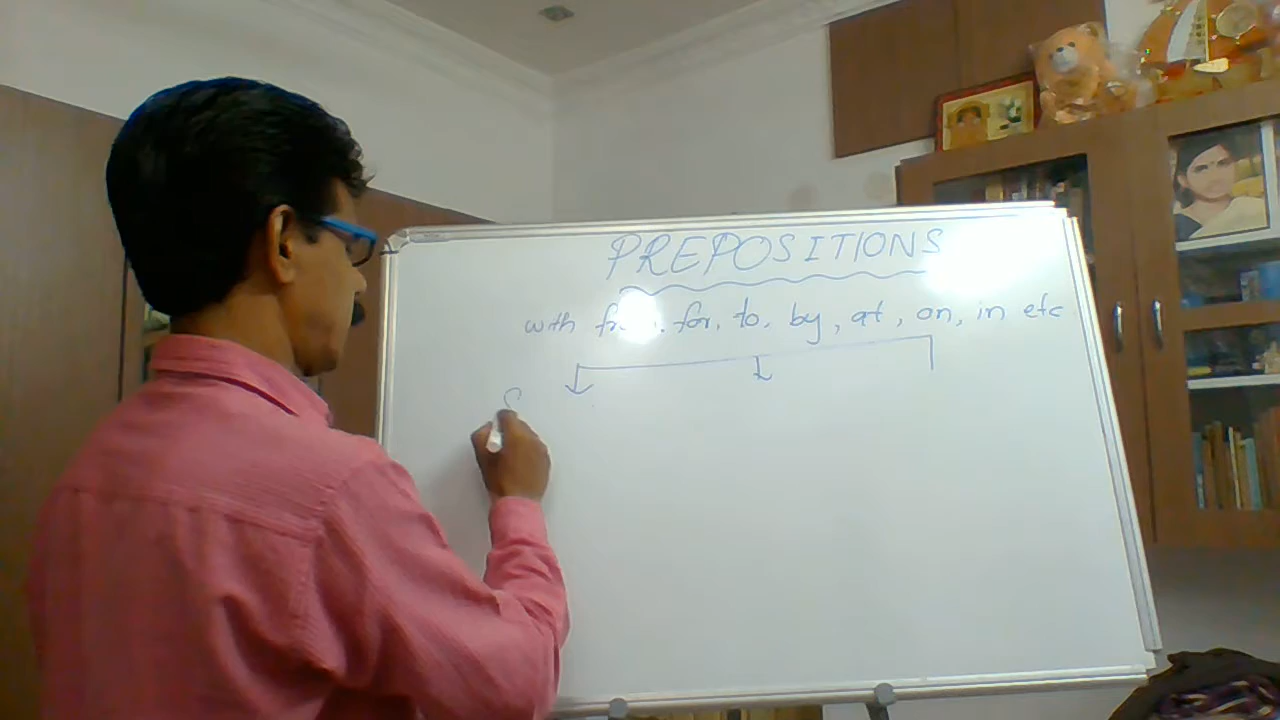 PREPOSITIONS
with, for, to, by, at, on, in etc
S